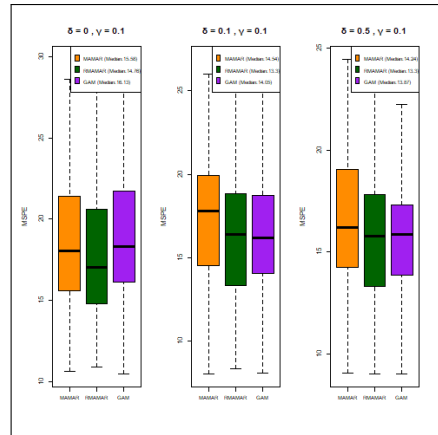 δ = 0 , γ = 0.1
MAMAR (Median:15.56)
RMAMAR (Median:14.76)
GAM (Median:16.13)
MSPE
10
15
20
25
30
MAMAR
RMAMAR
GAM
δ = 0.1 , γ = 0.1
MAMAR (Median:14.54)
RMAMAR (Median:13.3)
GAM (Median:14.05)
MSPE
10
15
20
25
MAMAR
RMAMAR
GAM
δ = 0.5 , γ = 0.1
MAMAR (Median:14.24)
RMAMAR (Median:13.3)
GAM (Median:13.87)
MSPE
10
15
20
25
MAMAR
RMAMAR
GAM